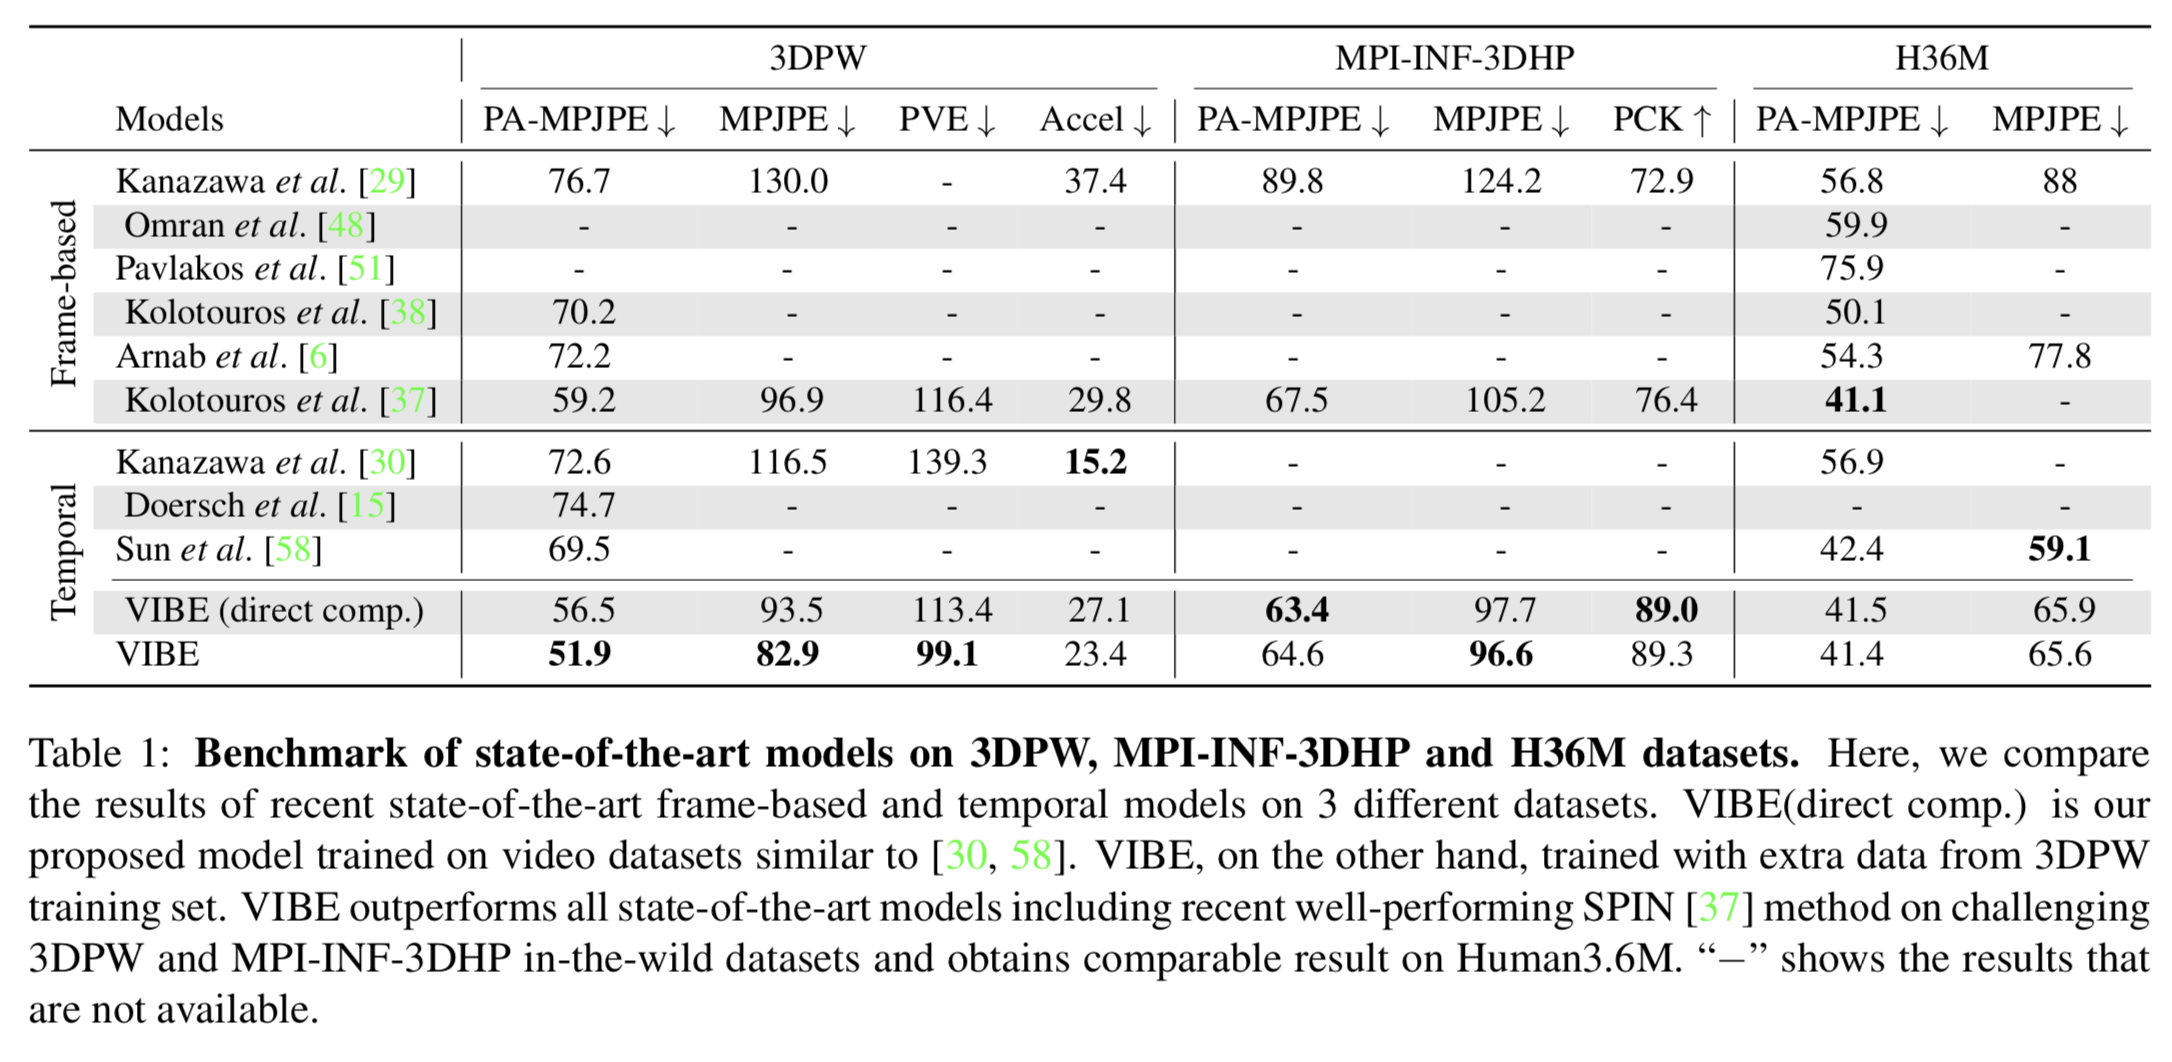 3DPW MPI-INF-3DHP H36M
Models PA-MPJPE ↓ MPJPE ↓ PVE ↓ Accel ↓ PA-MPJPE ↓ MPJPE ↓ PCK ↑ PA-MPJPE ↓ MPJPE ↓
Frame-based
Kanazawa et al. [29] 76.7 130.0 - 37.4 89.8 124.2 72.9 56.8 88
Omran et al. [48] - - - - - - - 59.9 -
Pavlakos et al. [51] - - - - - - - 75.9 -
Kolotouros et al. [38] 70.2 - - - - - - 50.1 -
Arnab et al. [6] 72.2 - - - - - - 54.3 77.8
Kolotouros et al. [37] 59.2 96.9 116.4 29.8 67.5 105.2 76.4 41.1 -
Temporal
Kanazawa et al. [30] 72.6 116.5 139.3 15.2 - - - 56.9 -
Doersch et al. [15] 74.7 - - - - - - - -
Sun et al. [58] 69.5 - - - - - - 42.4 59.1
VIBE (direct comp.) 56.5 93.5 113.4 27.1 63.4 97.7 89.0 41.5 65.9
VIBE 51.9 82.9 99.1 23.4 64.6 96.6 89.3 41.4 65.6
Table 1: Benchmark of state-of-the-art models on 3DPW, MPI-INF-3DHP and H36M datasets. Here, we compare
the results of recent state-of-the-art frame-based and temporal models on 3 different datasets. VIBE(direct comp.) is our
proposed model trained on video datasets similar to [30, 58]. VIBE, on the other hand, trained with extra data from 3DPW
training set. VIBE outperforms all state-of-the-art models including recent well-performing SPIN [37] method on challenging
3DPW and MPI-INF-3DHP in-the-wild datasets and obtains comparable result on Human3.6M. “−” shows the results that
are not available.